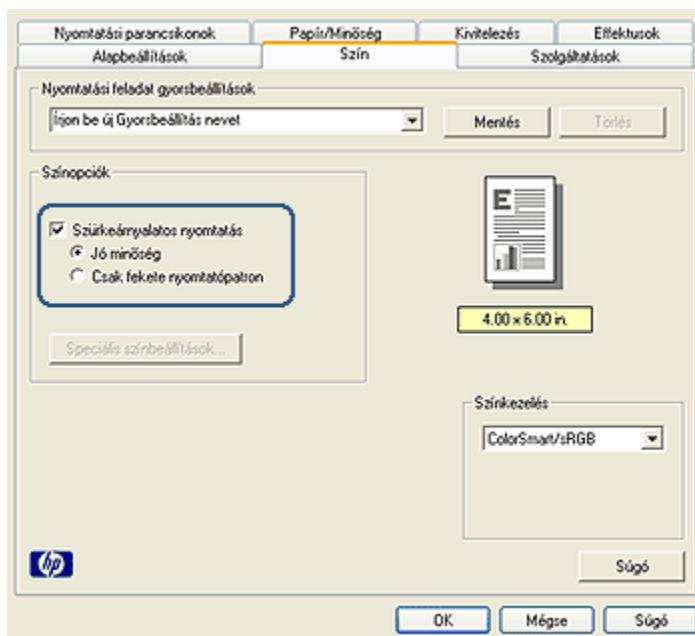 Nyomtatási parancsikonok Papír/Minőség Kivitelezés Effektusok
Alapbeállítások Szín Szolgáltatások
Nyomtatási feladat gyorsbeállítások
Írjon be új Gyorsbeállítás nevet Mentés Törlés
Színopciók
Szürkeárnyalatos nyomtatás
Jó minőség
Csak fekete nyomtatópatron
E
4.00 x 6.00 in.
Speciális színbeállítások...
Színkezelés
ColorSmart/sRGB
hp
Súgó
OK Mégse Súgó